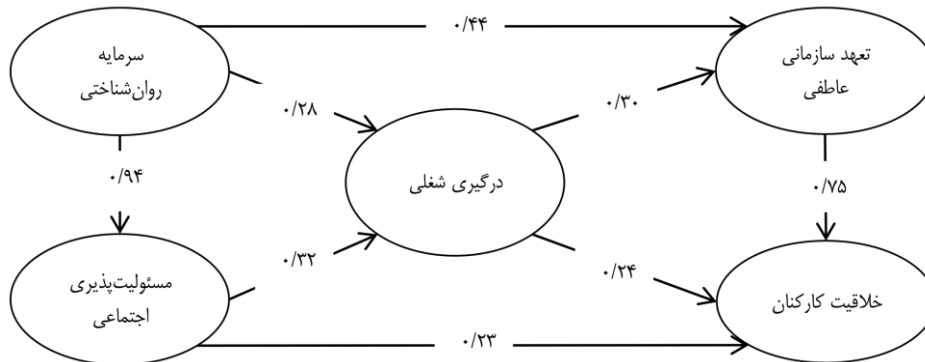 ۰/۴۴
سرمایه
روان‌شناختی
تعهد سازمانی
عاطفی
۰/۲۸
۰/۳۰
درگیری شغلی
۰/۹۴
۰/۷۵
۰/۳۲
۰/۲۴
مسئولیت‌پذیری
اجتماعی
خلاقیت کارکنان
۰/۲۳